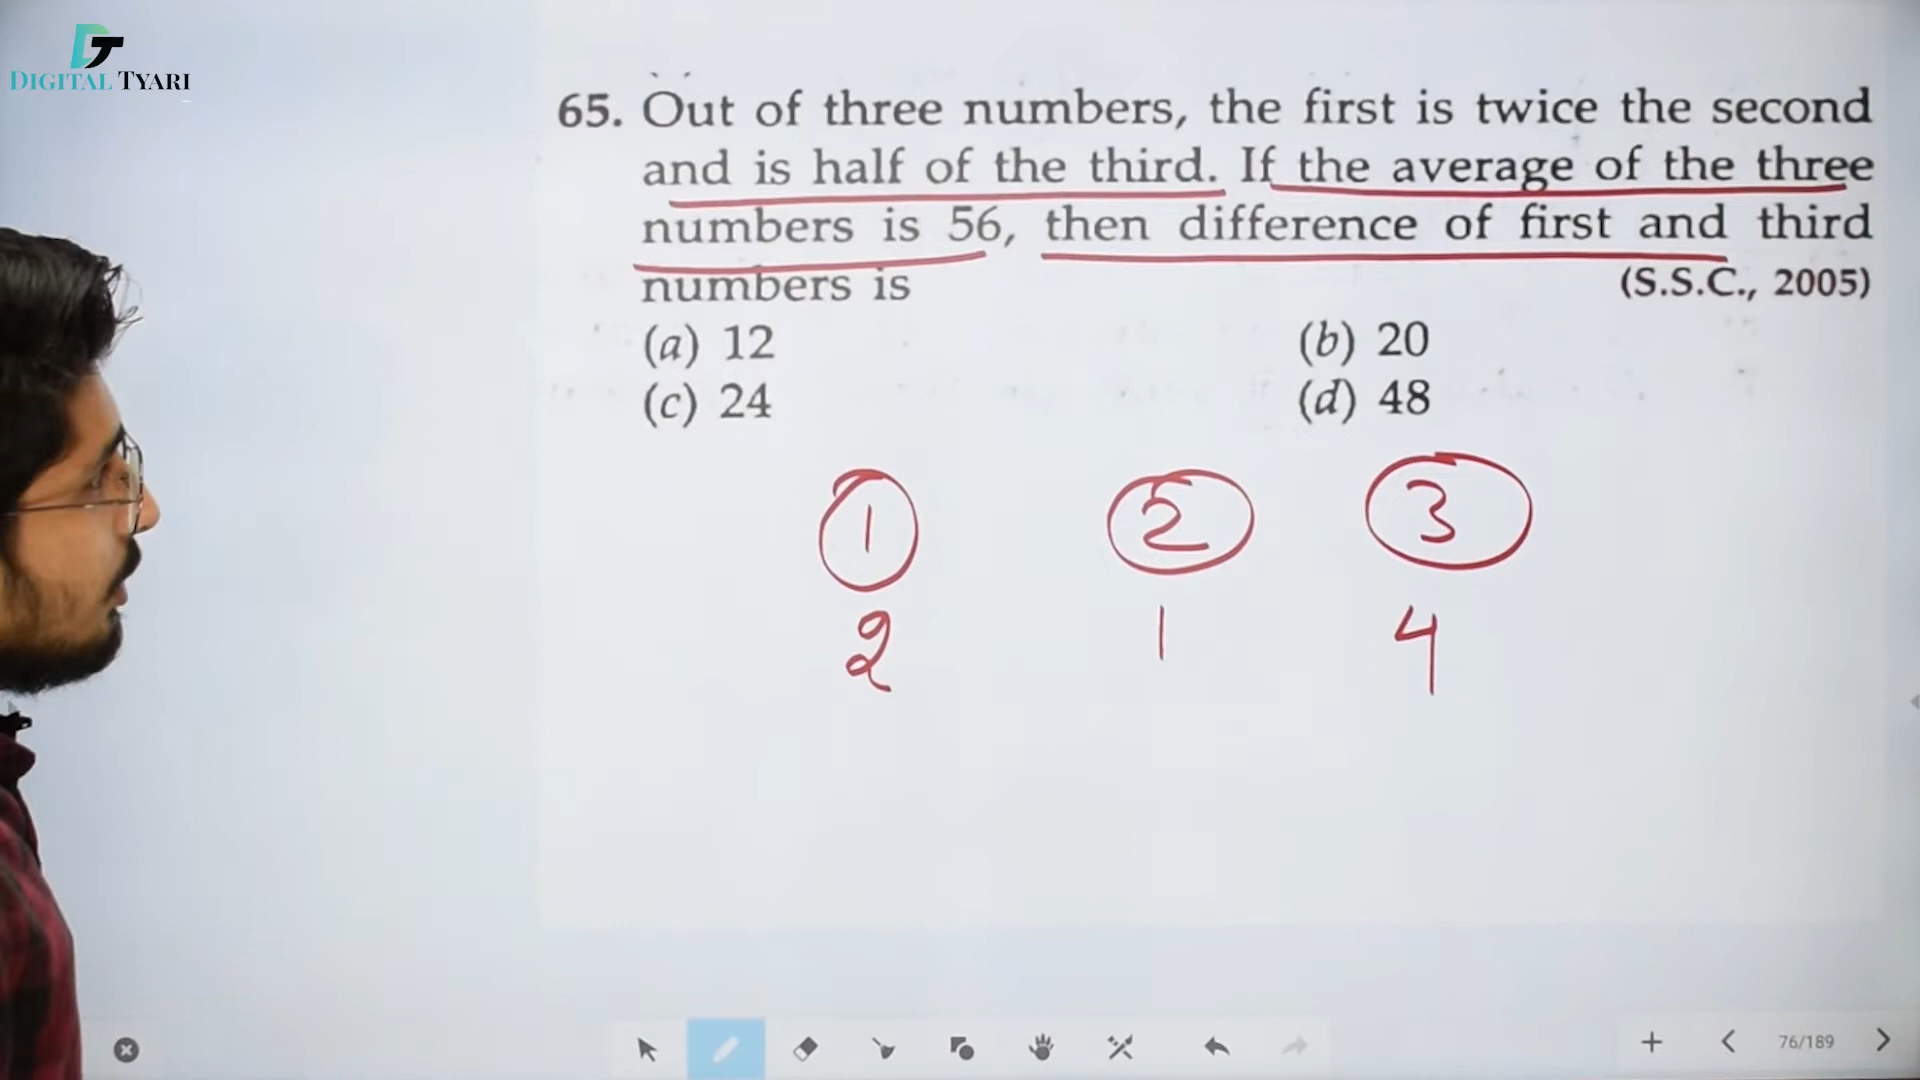 DT
DIGITAL TYARI
65. Out of three numbers, the first is twice the second
and is half of the third. If the average of the three
numbers is 56, then difference of first and third
numbers is (S.S.C., 2005)
(a) 12 (b) 20
(c) 24 (d) 48
1 2 3
2 1 4
76/189